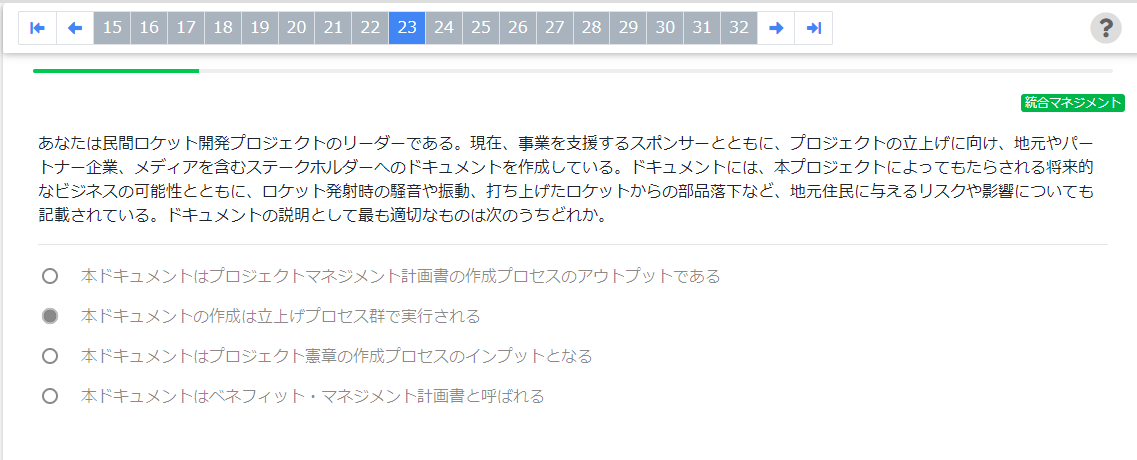 15 16 17 18 19 20 21 22 23 24 25 26 27 28 29 30 31 32 ?
統合マネジメント
あなたは民間ロケット開発プロジェクトのリーダーである。現在、事業を支援するスポンサーとともに、プロジェクトの立上げに向け、地元やパー
トナー企業、メディアを含むステークホルダーへのドキュメントを作成している。ドキュメントには、本プロジェクトによってもたらされる将来的
なビジネスの可能性とともに、ロケット発射時の騒音や振動、打ち上げたロケットからの部品落下など、地元住民に与えるリスクや影響についても
記載されている。ドキュメントの説明として最も適切なものは次のうちどれか。
本ドキュメントはプロジェクトマネジメント計画書の作成プロセスのアウトプットである
本ドキュメントの作成は立上げプロセス群で実行される
本ドキュメントはプロジェクト憲章の作成プロセスのインプットとなる
本ドキュメントはベネフィット・マネジメント計画書と呼ばれる